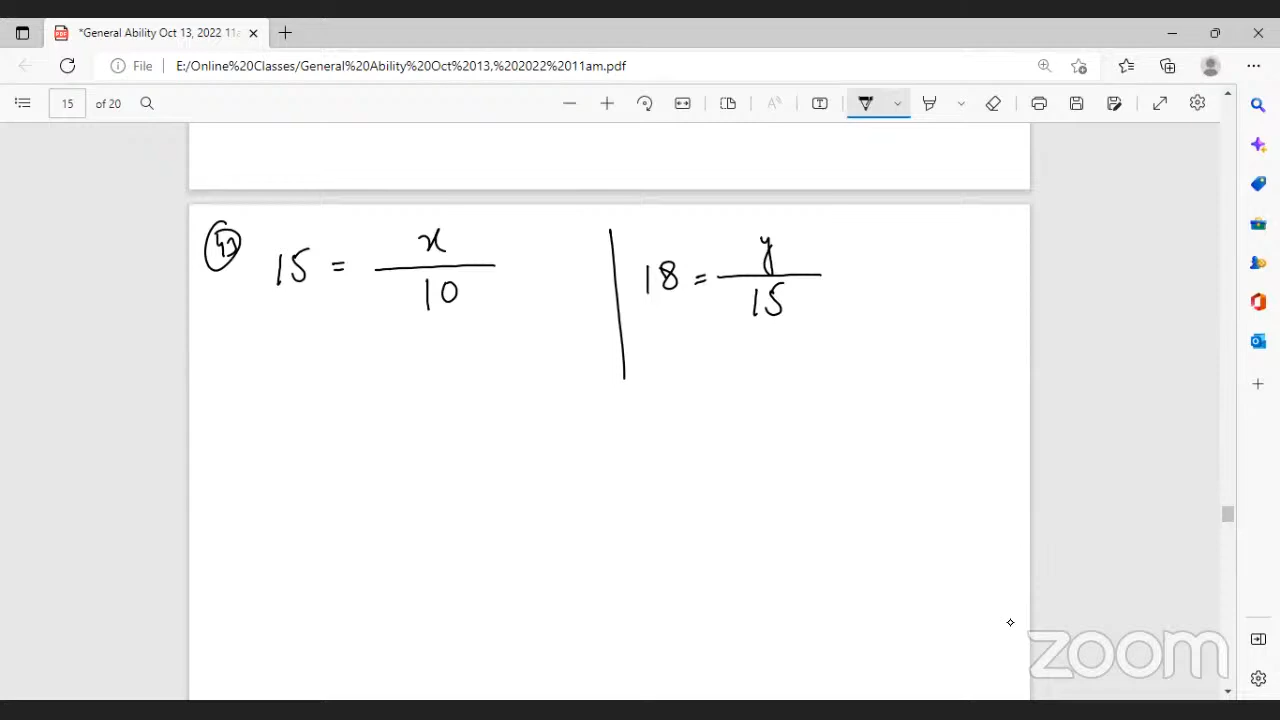 *General Ability Oct 13, 2022 11a
File E:/Online%20Classes/General%20Ability%20Oct%2013,%202022%2011am.pdf
15 of 20
15 = x/10
18 = y/15
zoom